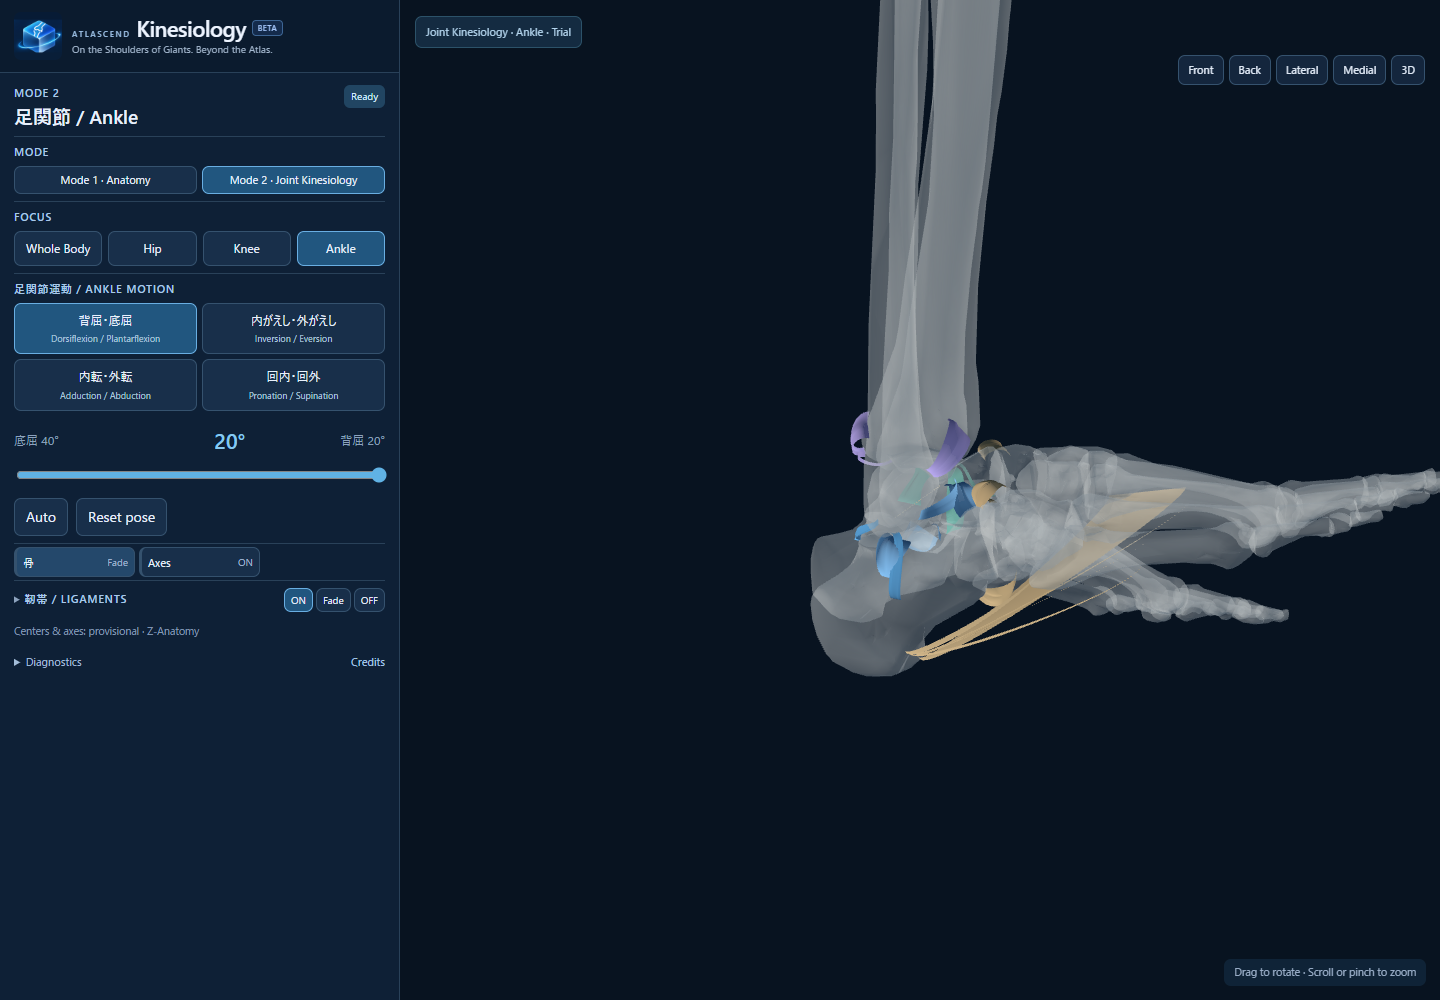 ATLASCEND Kinesiology BETA
On the Shoulders of Giants. Beyond the Atlas.
MODE 2
Ready
足関節 / Ankle
MODE
Mode 1 · Anatomy
Mode 2 · Joint Kinesiology
FOCUS
Whole Body
Hip
Knee
Ankle
足関節運動 / ANKLE MOTION
背屈・底屈
Dorsiflexion / Plantarflexion
内がえし・外がえし
Inversion / Eversion
内転・外転
Adduction / Abduction
回内・回外
Pronation / Supination
底屈 40°
20°
背屈 20°
Auto
Reset pose
骨
Fade
Axes
ON
靭帯 / LIGAMENTS
ON
Fade
OFF
Centers & axes: provisional · Z-Anatomy
Diagnostics
Credits
Joint Kinesiology · Ankle · Trial
Front
Back
Lateral
Medial
3D
Drag to rotate · Scroll or pinch to zoom